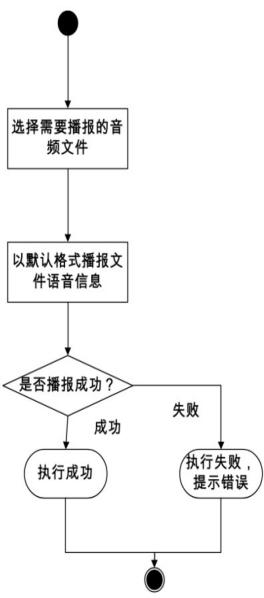 选择需要播报的音
频文件
以默认格式播报文
件语音信息
是否播报成功？
失败
成功
执行成功
执行失败，
提示错误